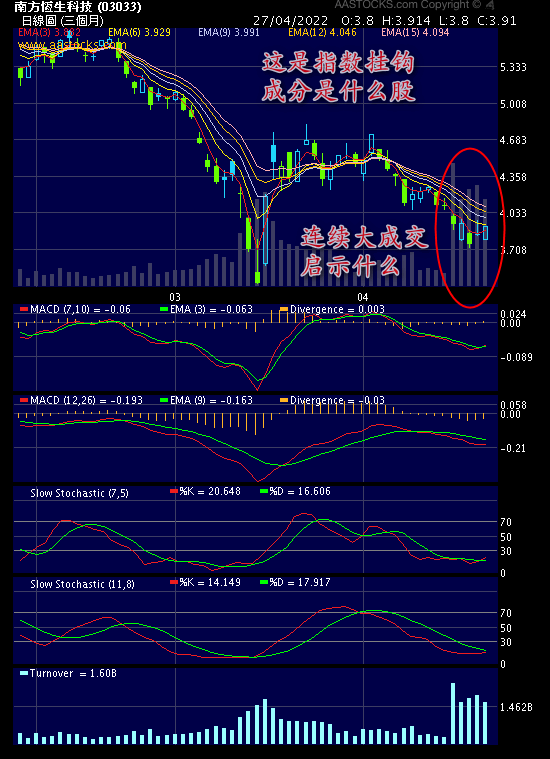 南方恆生科技 (03033)
AASTOCKS.com Copyright ©
日線圖 (三個月)
27/04/2022 O:3.8 H:3.914 L:3.8 C:3.91
EMA(3) 3.882 EMA(6) 3.929 EMA(9) 3.991 EMA(12) 4.046 EMA(15) 4.094
www.aastocks.com
这是指数挂钩
成分是什么股
5.333
5.008
4.683
4.358
4.033
3.708
连续大成交
启示什么
03 04
MACD (7,10) = -0.06 EMA (3) = -0.063 Divergence = 0.003
0.024
0.00
-0.089
MACD (12,26) = -0.193 EMA (9) = -0.163 Divergence = -0.03
0.058
0.00
-0.21
Slow Stochastic (7,5) %K = 20.648 %D = 16.606
70
50
30
0
Slow Stochastic (11,8) %K = 14.149 %D = 17.917
70
50
30
0
Turnover = 1.60B
1.462B